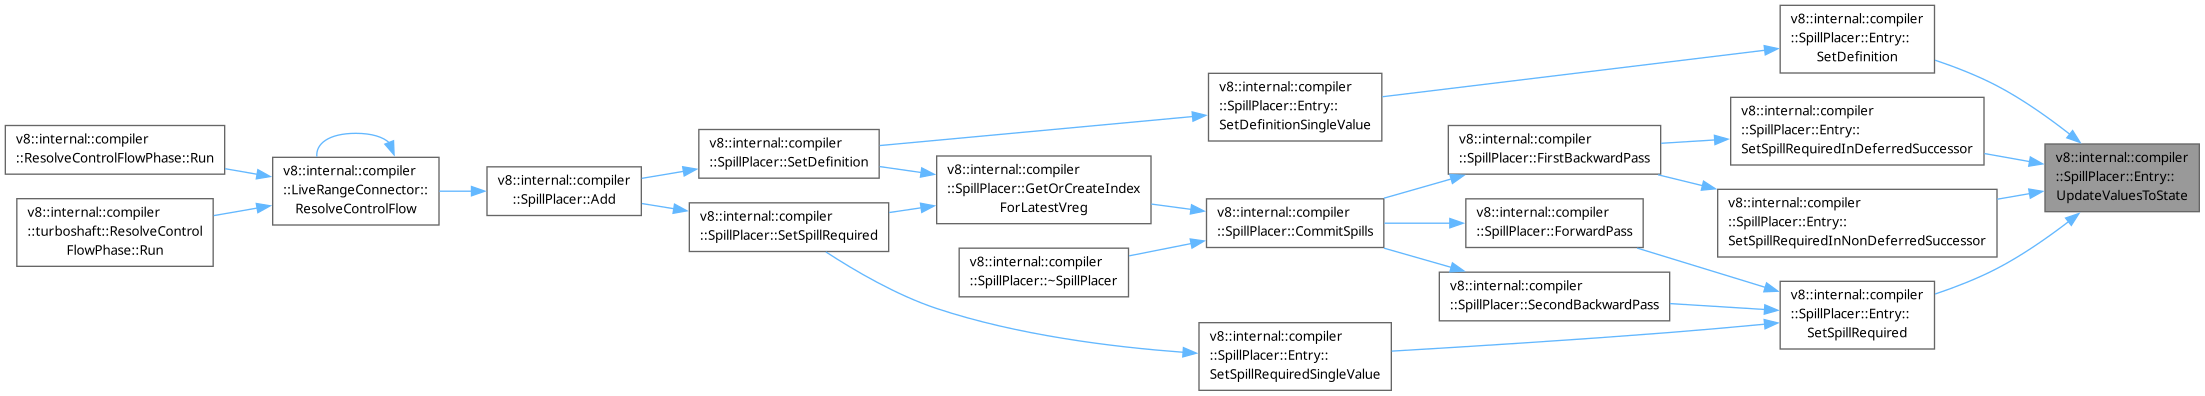 v8::internal::compiler
::ResolveControlFlowPhase::Run
v8::internal::compiler
::turboshaft::ResolveControl
FlowPhase::Run
v8::internal::compiler
::LiveRangeConnector::
ResolveControlFlow
v8::internal::compiler
::SpillPlacer::Add
v8::internal::compiler
::SpillPlacer::SetDefinition
v8::internal::compiler
::SpillPlacer::SetSpillRequired
v8::internal::compiler
::SpillPlacer::GetOrCreateIndex
ForLatestVreg
v8::internal::compiler
::SpillPlacer::~SpillPlacer
v8::internal::compiler
::SpillPlacer::Entry::
SetDefinitionSingleValue
v8::internal::compiler
::SpillPlacer::CommitSpills
v8::internal::compiler
::SpillPlacer::Entry::
SetSpillRequiredSingleValue
v8::internal::compiler
::SpillPlacer::FirstBackwardPass
v8::internal::compiler
::SpillPlacer::ForwardPass
v8::internal::compiler
::SpillPlacer::SecondBackwardPass
v8::internal::compiler
::SpillPlacer::Entry::
SetDefinition
v8::internal::compiler
::SpillPlacer::Entry::
SetSpillRequiredInDeferredSuccessor
v8::internal::compiler
::SpillPlacer::Entry::
SetSpillRequiredInNonDeferredSuccessor
v8::internal::compiler
::SpillPlacer::Entry::
SetSpillRequired
v8::internal::compiler
::SpillPlacer::Entry::
UpdateValuesToState